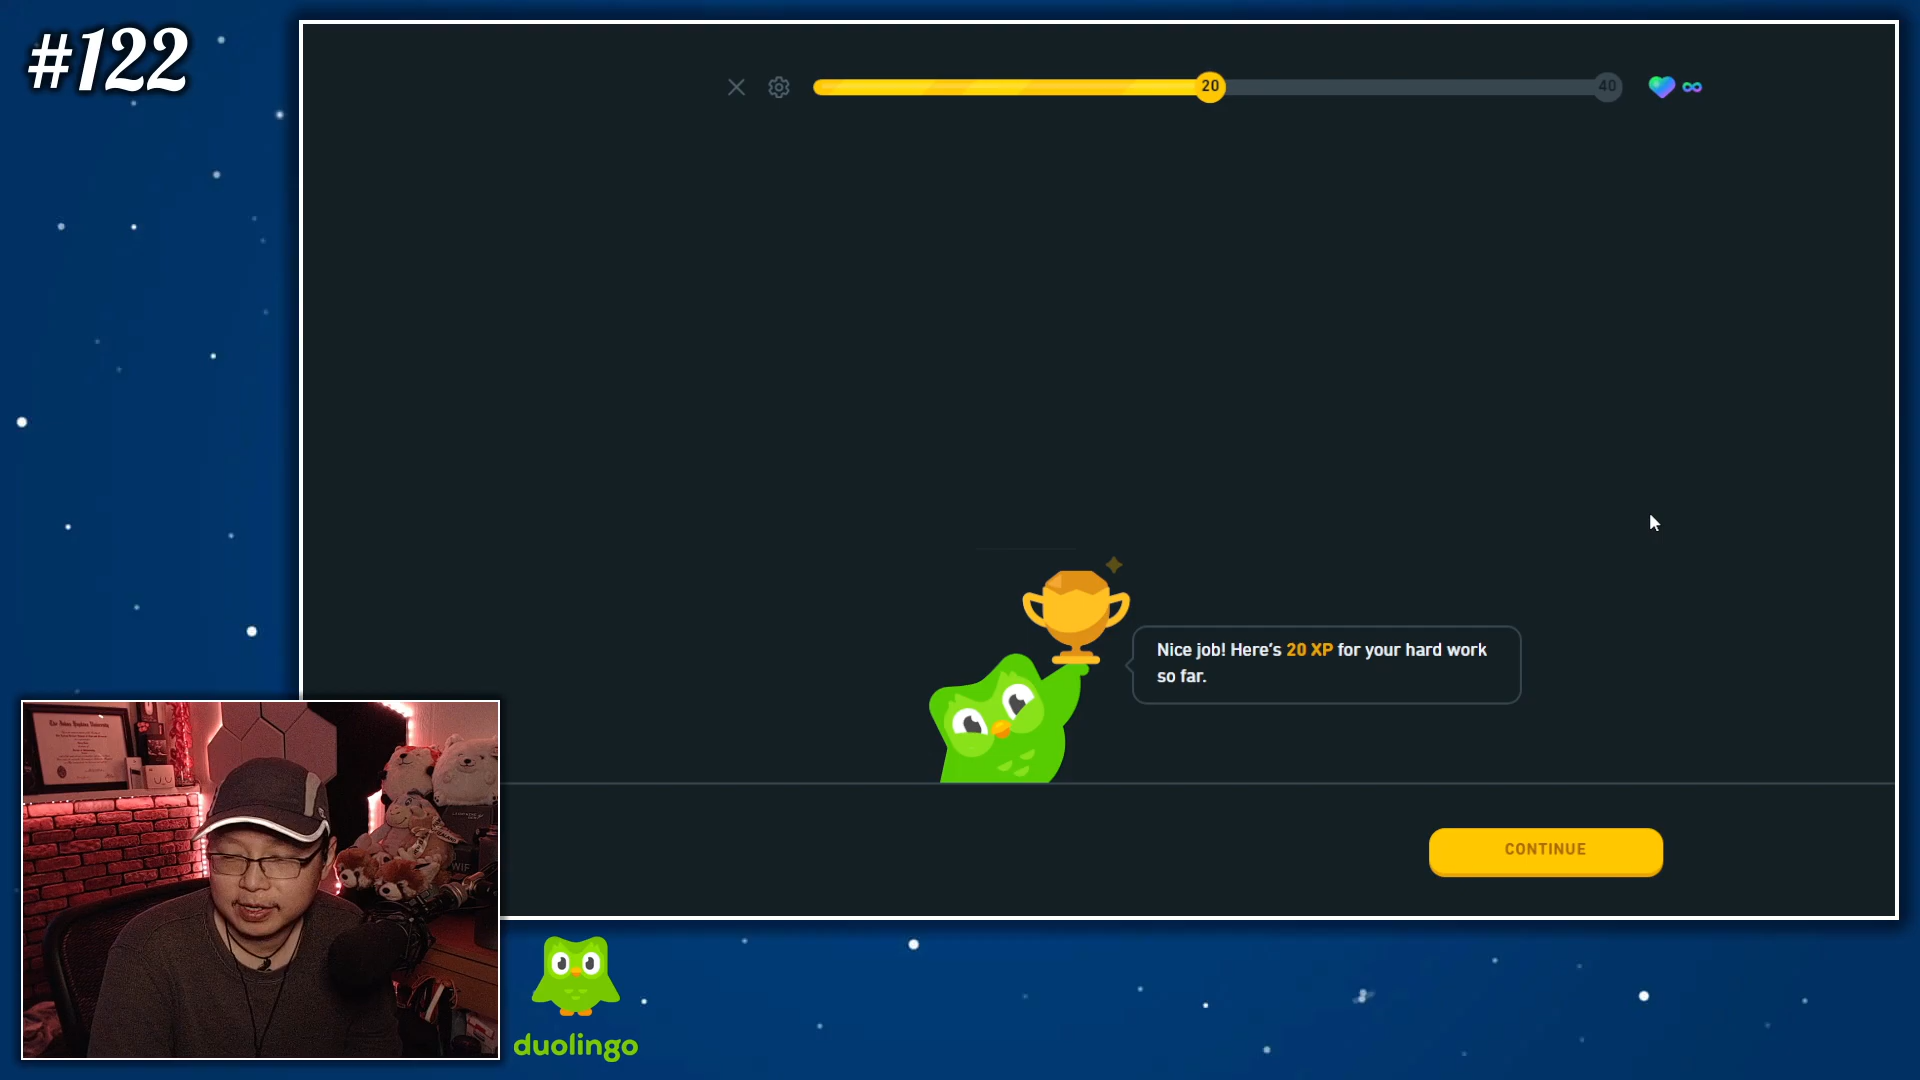 #122
20
40
Nice job! Here's 20 XP for your hard work
so far.
CONTINUE
duolingo